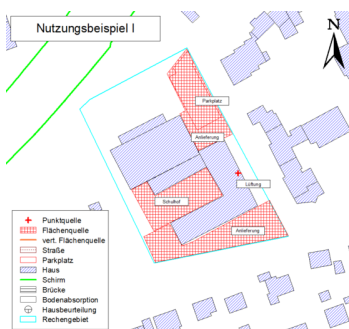 Nutzungsbeispiel I
N
Parkplatz
Anlieferung
Lüftung
Schulhof
Anlieferung
Punktquelle
Flächenquelle
vert. Flächenquelle
Straße
Parkplatz
Haus
Schirm
Brücke
Bodenabsorption
Hausbeurteilung
Rechengebiet